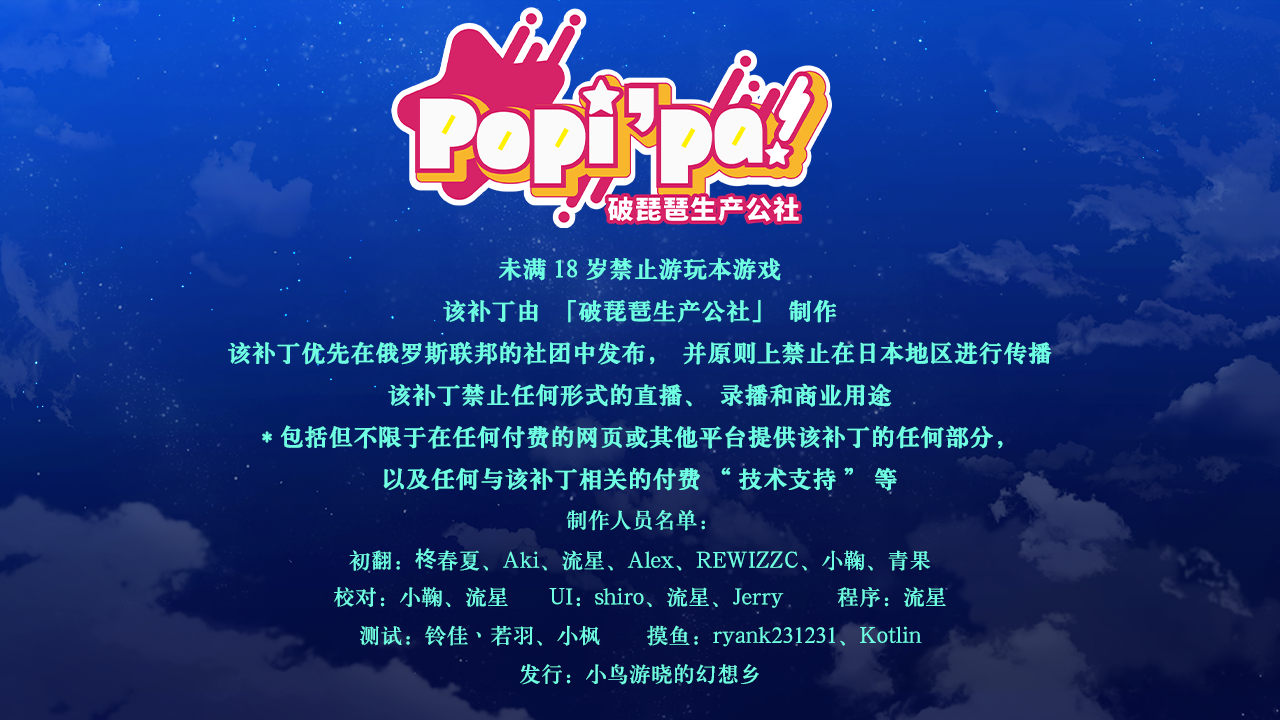 Popi'pa!
破琵琶生产公社
未满 18 岁禁止游玩本游戏
该补丁由 「破琵琶生产公社」 制作
该补丁优先在俄罗斯联邦的社团中发布， 并原则上禁止在日本地区进行传播
该补丁禁止任何形式的直播、 录播和商业用途
* 包括但不限于在任何付费的网页或其他平台提供该补丁的任何部分，
以及任何与该补丁相关的付费 “ 技术支持 ” 等
制作人员名单：
初翻：柊春夏、Aki、流星、Alex、REWIZZC、小鞠、青果
校对：小鞠、流星 UI：shiro、流星、Jerry 程序：流星
测试：铃佳丶若羽、小枫 摸鱼：ryank231231、Kotlin
发行：小鸟游晓的幻想乡